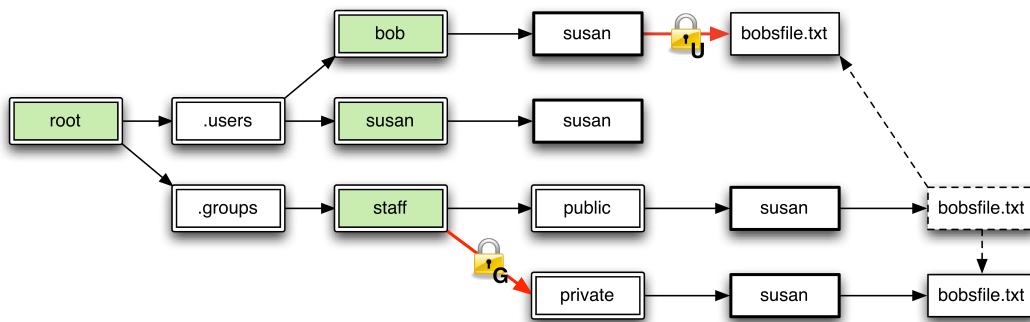 bob
susan
U
bobsfile.txt
root
.users
susan
susan
.groups
staff
public
susan
bobsfile.txt
G
private
susan
bobsfile.txt